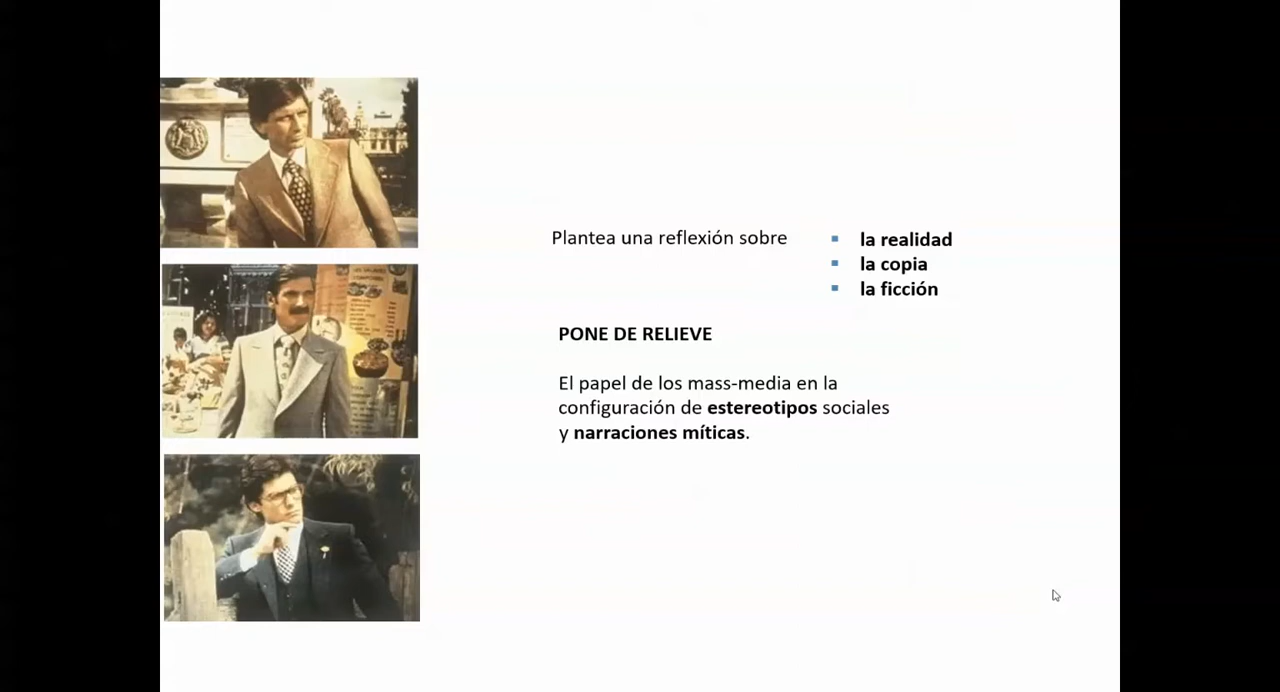 Plantea una reflexión sobre
la realidad
la copia
la ficción
PONE DE RELIEVE
El papel de los mass-media en la
configuración de estereotipos sociales
y narraciones míticas.